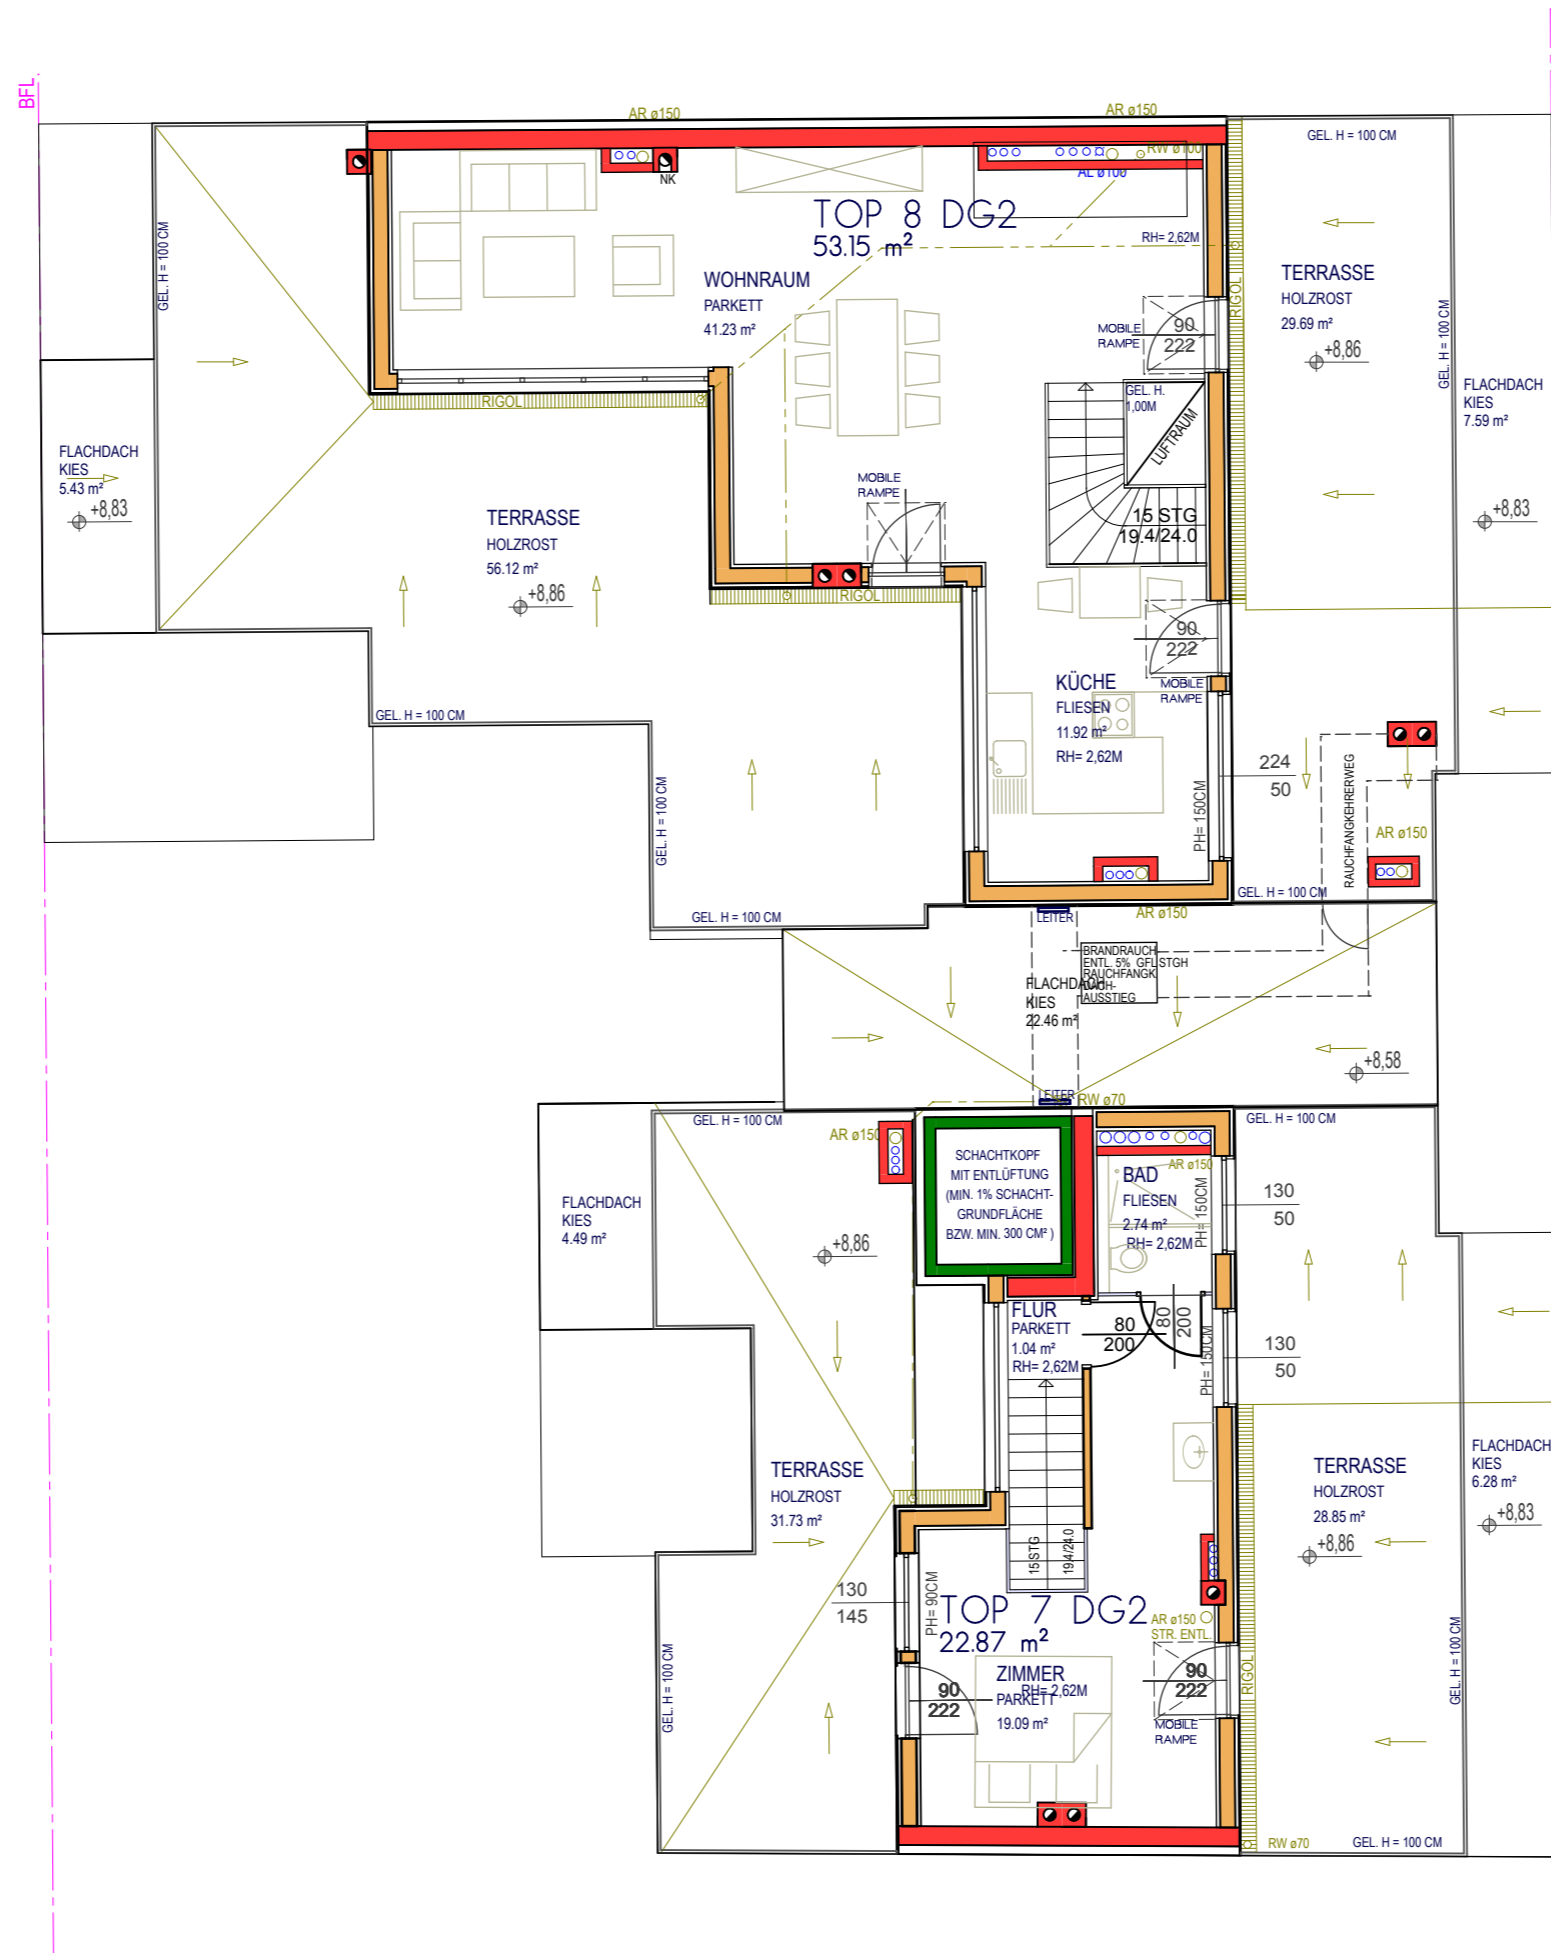 BFL.
AR ø150
AR ø150
GEL. H = 100 CM
RW ø100
AL ø100
NK
TOP 8 DG2
53.15 m²
RH= 2,62M
WOHNRAUM
PARKETT
41.23 m²
GEL. H = 100 CM
TERRASSE
HOLZROST
29.69 m²
+8,86
RIGOL
GEL. H = 100 CM
MOBILE
RAMPE
90
222
FLACHDACH
KIES
7.59 m²
+8,83
GEL. H.
1,00M
LUFTRAUM
RIGOL
FLACHDACH
KIES
5.43 m²
+8,83
MOBILE
RAMPE
15 STG
19.4/24.0
TERRASSE
HOLZROST
56.12 m²
+8,86
RIGOL
90
222
MOBILE
RAMPE
KÜCHE
FLIESEN
11.92 m²
RH= 2,62M
GEL. H = 100 CM
GEL. H = 100 CM
PH= 150CM
224
50
RAUCHFANGKEHRERWEG
AR ø150
GEL. H = 100 CM
GEL. H = 100 CM
LEITER
AR ø150
BRANDRAUCH
ENTL. 5% GFL STGH
RAUCHFANGK
DACH-
AUSSTIEG
FLACHDACH
KIES
22.46 m²
+8,58
LEITER
RW ø70
GEL. H = 100 CM
GEL. H = 100 CM
AR ø150
SCHACHTKOPF
MIT ENTLÜFTUNG
(MIN. 1% SCHACHT-
GRUNDFLÄCHE
BZW. MIN. 300 CM² )
AR ø150
BAD
FLIESEN
2.74 m²
RH= 2,62M
PH= 150CM
130
50
FLACHDACH
KIES
4.49 m²
+8,86
FLUR
PARKETT
1.04 m²
RH= 2,62M
80
200
80
200
PH= 150CM
130
50
TERRASSE
HOLZROST
31.73 m²
TERRASSE
HOLZROST
28.85 m²
+8,86
FLACHDACH
KIES
6.28 m²
+8,83
15STG
19.4/24.0
130
145
PH= 90CM
TOP 7 DG2
22.87 m²
AR ø150
STR. ENTL.
ZIMMER
RH= 2,62M
PARKETT
19.09 m²
90
222
90
222
MOBILE
RAMPE
RIGOL
GEL. H = 100 CM
GEL. H = 100 CM
RW ø70
GEL. H = 100 CM